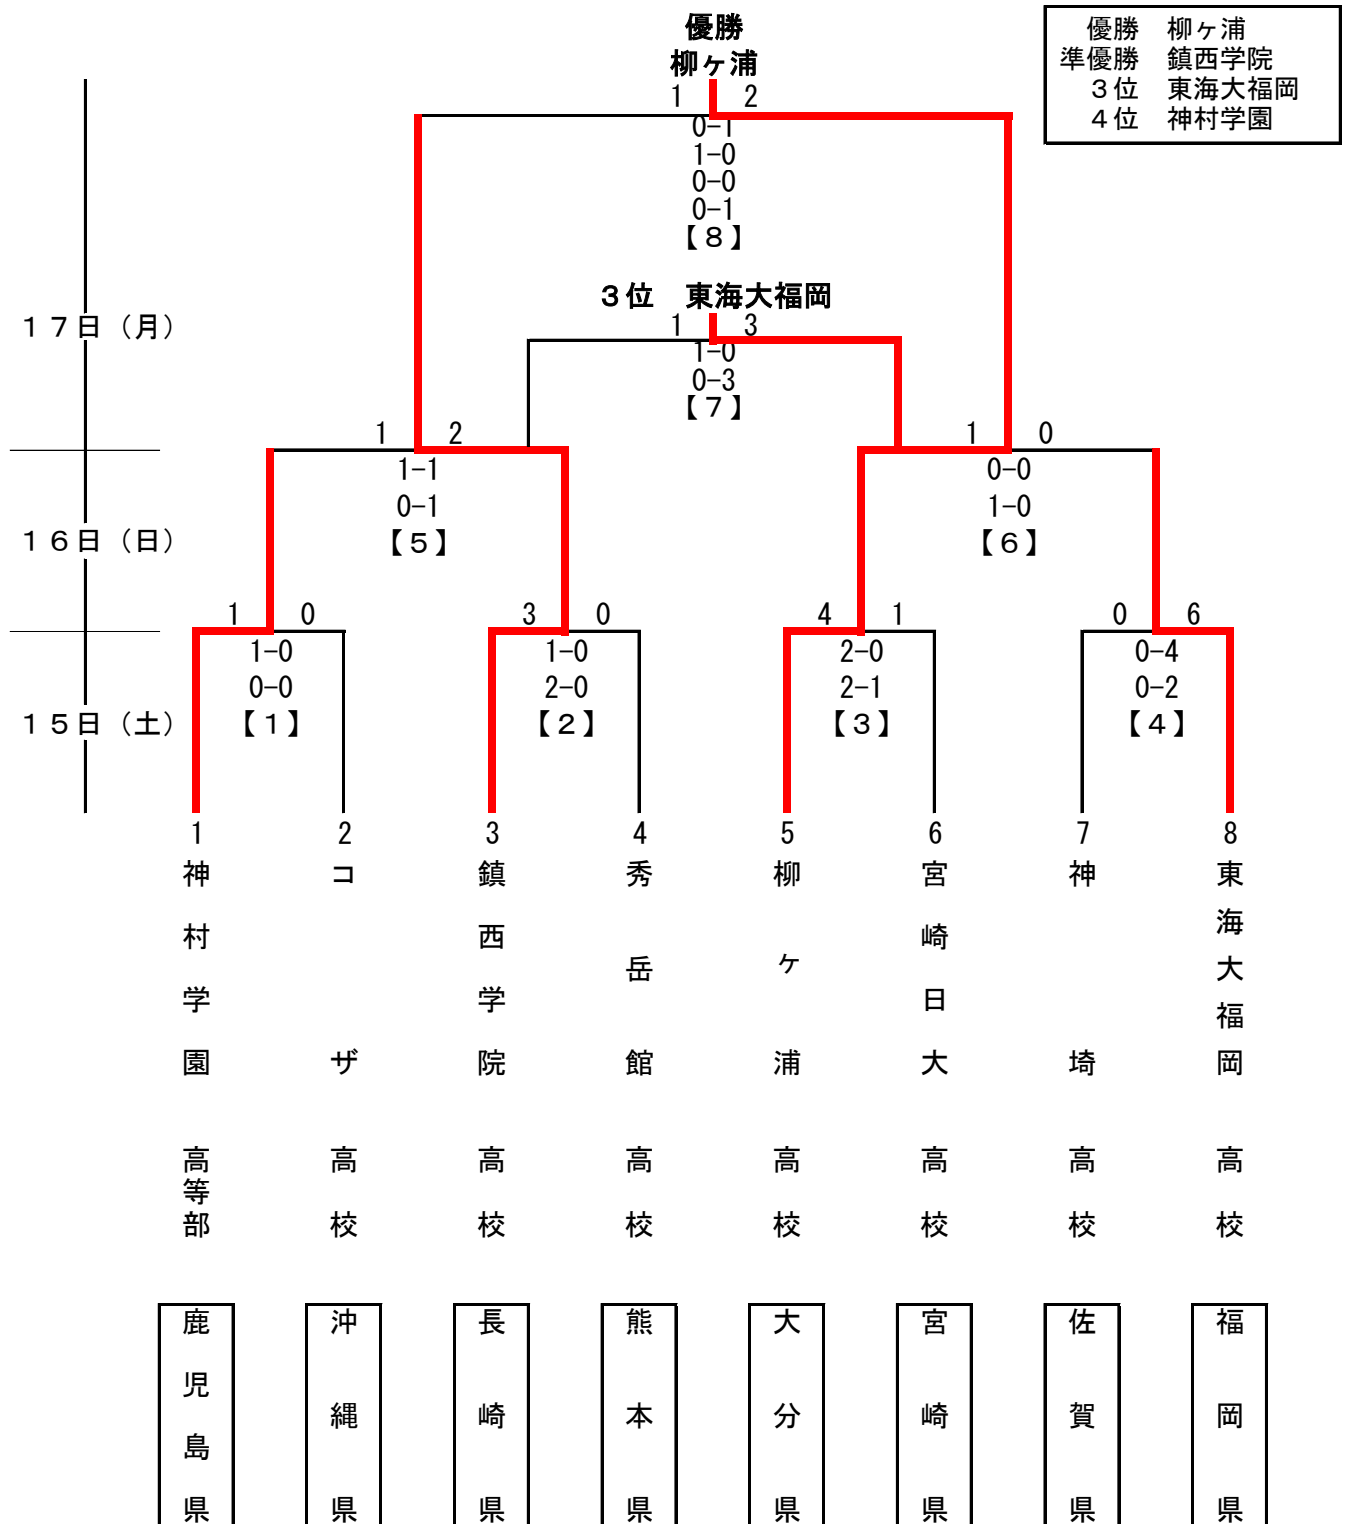 優勝
柳ヶ浦
優勝　柳ヶ浦
準優勝　鎮西学院
３位　東海大福岡
４位　神村学園
1 2
0-1
1-0
0-0
0-1
【８】
３位　東海大福岡
１７日（月）
1 3
1-0
0-3
【７】
1 2
1-1
0-1
【５】
1 0
0-0
1-0
【６】
１６日（日）
1 0
1-0
0-0
【１】
3 0
1-0
2-0
【２】
4 1
2-0
2-1
【３】
0 6
0-4
0-2
【４】
１５日（土）
1 2 3 4 5 6 7 8
神村学園 高等部
コザ 高校
鎮西学院 高校
秀岳館 高校
柳ヶ浦 高校
宮崎日大 高校
神埼 高校
東海大福岡 高校
鹿児島県
沖縄県
長崎県
熊本県
大分県
宮崎県
佐賀県
福岡県